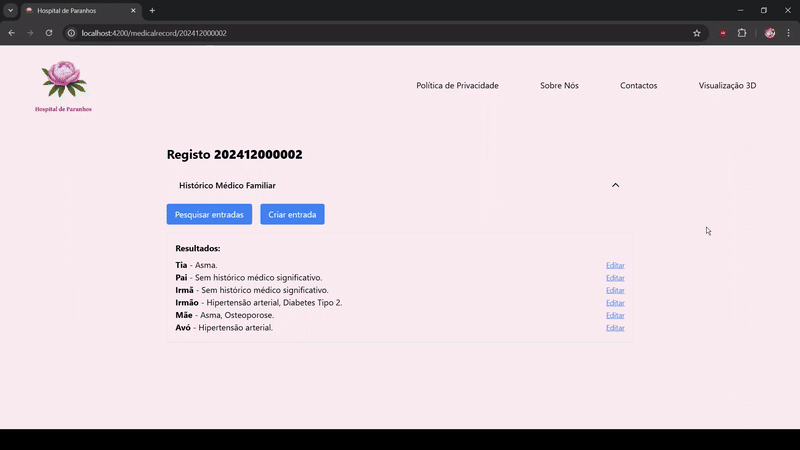 Hospital de Paranhos
localhost:4200/medicalrecord/202412000002
Hospital de Paranhos
Política de Privacidade
Sobre Nós
Contactos
Visualização 3D
Registo 202412000002
Histórico Médico Familiar
Pesquisar entradas
Criar entrada
Resultados:
Tia - Asma. Editar
Pai - Sem histórico médico significativo. Editar
Irmã - Sem histórico médico significativo. Editar
Irmão - Hipertensão arterial, Diabetes Tipo 2. Editar
Mãe - Asma, Osteoporose. Editar
Avó - Hipertensão arterial. Editar